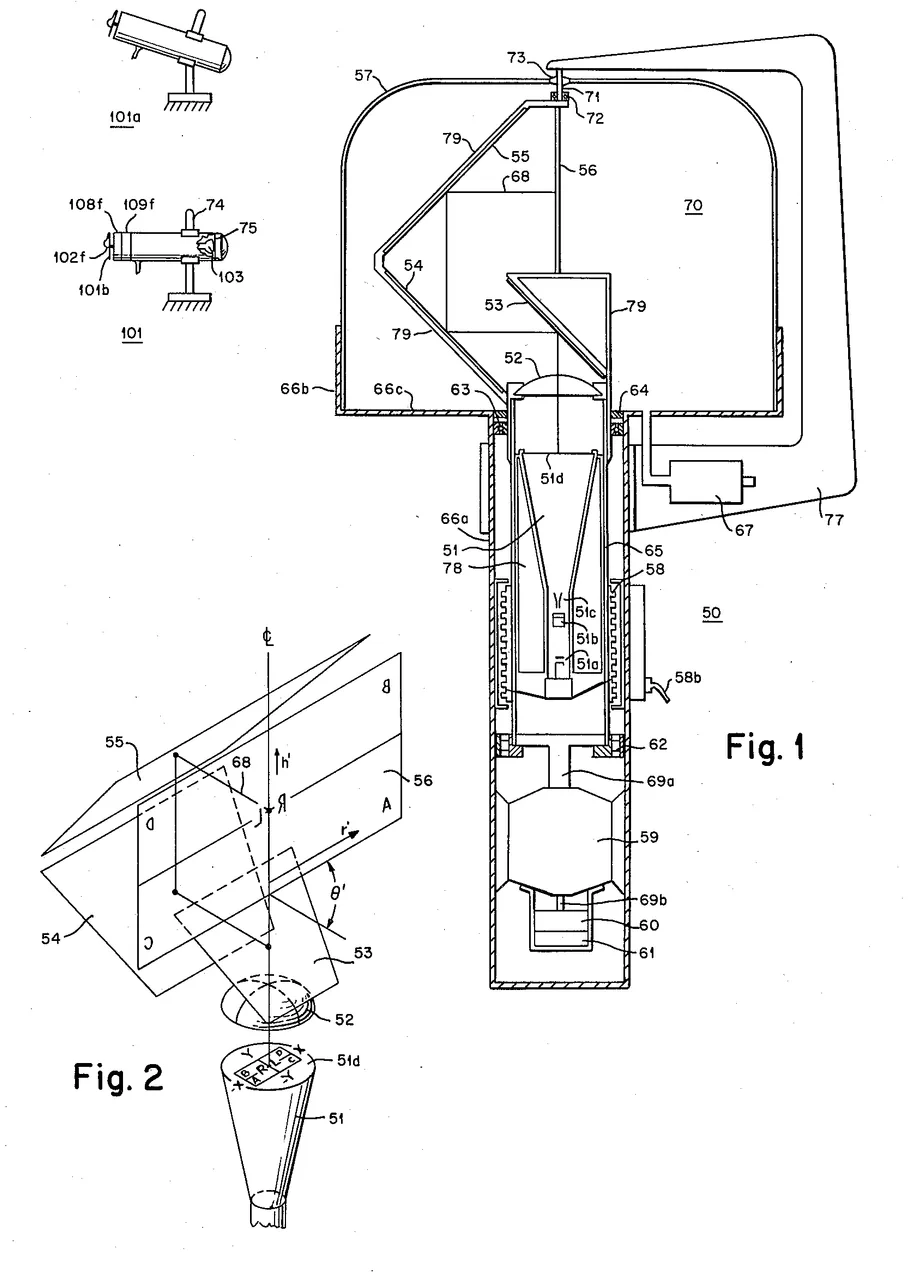 73
57
71
72
101a
79
55
56
68
70
108f
109f
74
75
102f
101b
103
101
54
53
79
79
52
66b
66c
63
64
51d
66a
67
77
51
65
78
58
51c
50
51b
51a
58b
62
Fig. 1
69a
59
69b
60
61
℄
B
55
h'
68
56
D
R
A
r'
θ'
C
54
53
52
Y
X
B
R
P
51d
A
L
C
-X
-Y
Fig. 2
51